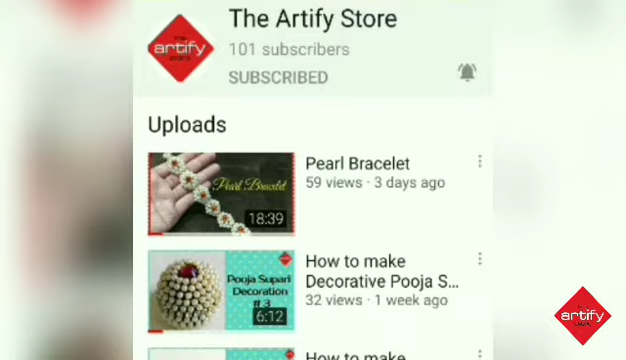 The Artify Store
101 subscribers
SUBSCRIBED
artify
Uploads
Pearl Bracelet
59 views · 3 days ago
Pearl Bracelet
18:39
How to make
Decorative Pooja S...
32 views · 1 week ago
Pooja Supari
Decoration
# 3
6:12
How to make
artify